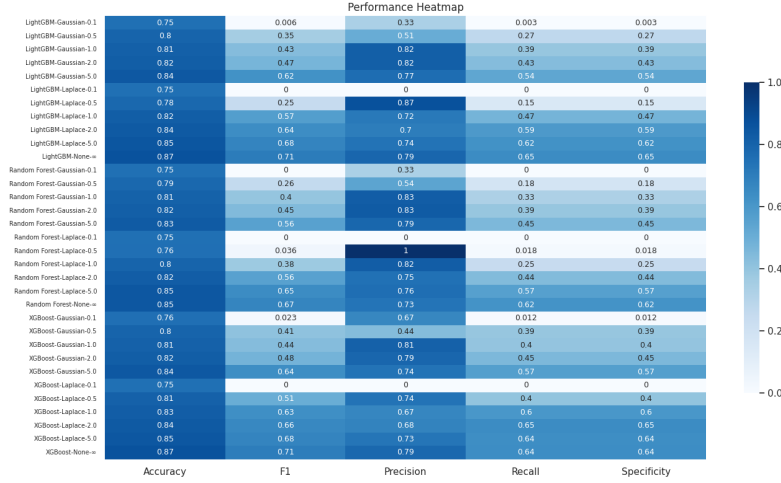 Performance Heatmap
LightGBM-Gaussian-0.1 0.75 0.006 0.33 0.003 0.003
LightGBM-Gaussian-0.5 0.8 0.35 0.51 0.27 0.27
LightGBM-Gaussian-1.0 0.81 0.43 0.82 0.39 0.39
LightGBM-Gaussian-2.0 0.82 0.47 0.82 0.43 0.43
LightGBM-Gaussian-5.0 0.84 0.62 0.77 0.54 0.54
LightGBM-Laplace-0.1 0.75 0 0 0 0
LightGBM-Laplace-0.5 0.78 0.25 0.87 0.15 0.15
LightGBM-Laplace-1.0 0.82 0.57 0.72 0.47 0.47
LightGBM-Laplace-2.0 0.84 0.64 0.7 0.59 0.59
LightGBM-Laplace-5.0 0.85 0.68 0.74 0.62 0.62
LightGBM-None-∞ 0.87 0.71 0.79 0.65 0.65
Random Forest-Gaussian-0.1 0.75 0 0.33 0 0
Random Forest-Gaussian-0.5 0.79 0.26 0.54 0.18 0.18
Random Forest-Gaussian-1.0 0.81 0.4 0.83 0.33 0.33
Random Forest-Gaussian-2.0 0.82 0.45 0.83 0.39 0.39
Random Forest-Gaussian-5.0 0.83 0.56 0.79 0.45 0.45
Random Forest-Laplace-0.1 0.75 0 0 0 0
Random Forest-Laplace-0.5 0.76 0.036 1 0.018 0.018
Random Forest-Laplace-1.0 0.8 0.38 0.82 0.25 0.25
Random Forest-Laplace-2.0 0.82 0.56 0.75 0.44 0.44
Random Forest-Laplace-5.0 0.85 0.65 0.76 0.57 0.57
Random Forest-None-∞ 0.85 0.67 0.73 0.62 0.62
XGBoost-Gaussian-0.1 0.76 0.023 0.67 0.012 0.012
XGBoost-Gaussian-0.5 0.8 0.41 0.44 0.39 0.39
XGBoost-Gaussian-1.0 0.81 0.44 0.81 0.4 0.4
XGBoost-Gaussian-2.0 0.82 0.48 0.79 0.45 0.45
XGBoost-Gaussian-5.0 0.84 0.64 0.74 0.57 0.57
XGBoost-Laplace-0.1 0.75 0 0 0 0
XGBoost-Laplace-0.5 0.81 0.51 0.74 0.4 0.4
XGBoost-Laplace-1.0 0.83 0.63 0.67 0.6 0.6
XGBoost-Laplace-2.0 0.84 0.66 0.68 0.65 0.65
XGBoost-Laplace-5.0 0.85 0.68 0.73 0.64 0.64
XGBoost-None-∞ 0.87 0.71 0.79 0.64 0.64
Accuracy F1 Precision Recall Specificity
1.0
0.8
0.6
0.4
0.2
0.0